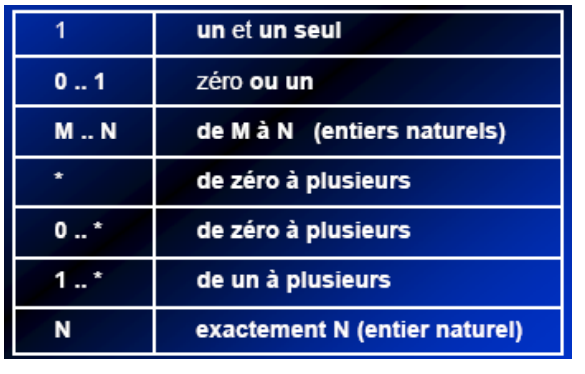 1 un et un seul
0 .. 1 zéro ou un
M .. N de M à N (entiers naturels)
* de zéro à plusieurs
0 .. * de zéro à plusieurs
1 .. * de un à plusieurs
N exactement N (entier naturel)